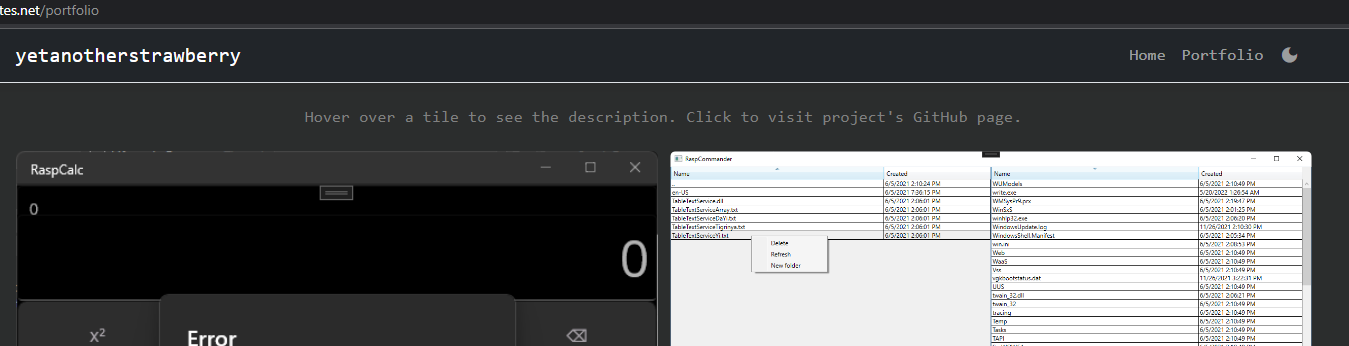 tes.net/portfolio
yetanotherstrawberry
Home Portfolio
Hover over a tile to see the description. Click to visit project's GitHub page.
RaspCalc
0
0
x²
Error
RaspCommander
Name Created
..  6/5/2021 2:10:24 PM
en-US 6/5/2021 7:36:15 PM
TableTextService.dll 6/5/2021 2:06:01 PM
TableTextServiceArray.txt 6/5/2021 2:06:01 PM
TableTextServiceDaYi.txt 6/5/2021 2:06:01 PM
TableTextServiceTigrinya.txt 6/5/2021 2:06:01 PM
TableTextServiceYi.txt 6/5/2021 2:06:01 PM
Delete
Refresh
New folder
Name Created
WUModels 6/5/2021 2:10:49 PM
write.exe 5/20/2022 1:26:54 AM
WMSysPr9.prx 6/5/2021 2:19:47 PM
WinSxS 6/5/2021 2:01:25 PM
winhlp32.exe 6/5/2021 2:06:20 PM
WindowsUpdate.log 11/26/2021 2:10:30 PM
WindowsShell.Manifest 6/5/2021 2:05:34 PM
win.ini 6/5/2021 2:08:53 PM
Web 6/5/2021 2:10:49 PM
WaaS 6/5/2021 2:10:49 PM
Vss 6/5/2021 2:10:49 PM
vgkbootstatus.dat 11/26/2021 3:22:31 PM
UUS 6/5/2021 2:10:49 PM
twain_32.dll 6/5/2021 2:06:21 PM
twain_32 6/5/2021 2:10:49 PM
tracing 6/5/2021 2:10:49 PM
Temp 6/5/2021 2:10:49 PM
Tasks 6/5/2021 2:10:49 PM
TAPI 6/5/2021 2:10:49 PM